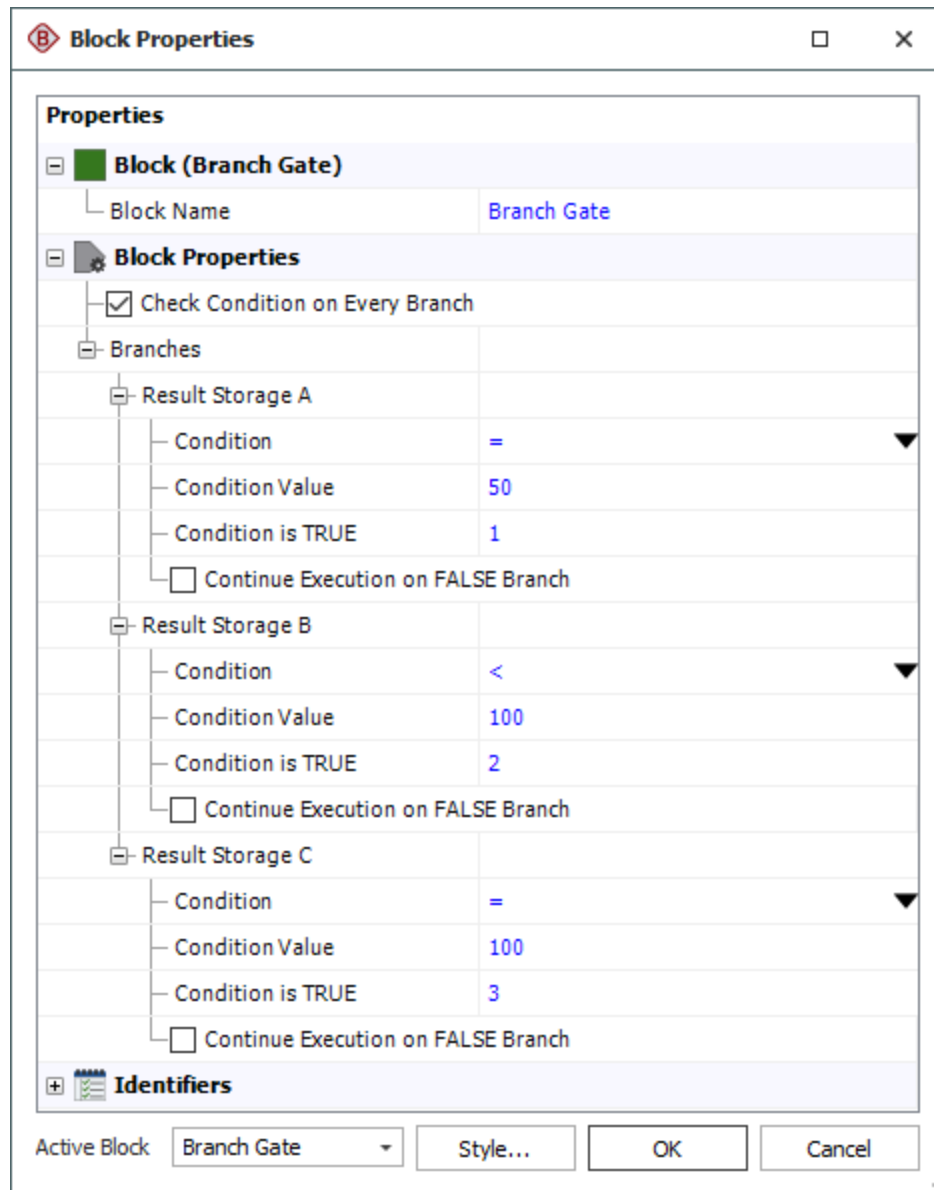 B Block Properties
Properties
Block (Branch Gate)
Block Name Branch Gate
Block Properties
Check Condition on Every Branch
Branches
Result Storage A
Condition =
Condition Value 50
Condition is TRUE 1
Continue Execution on FALSE Branch
Result Storage B
Condition <
Condition Value 100
Condition is TRUE 2
Continue Execution on FALSE Branch
Result Storage C
Condition =
Condition Value 100
Condition is TRUE 3
Continue Execution on FALSE Branch
Identifiers
Active Block Branch Gate Style... OK Cancel